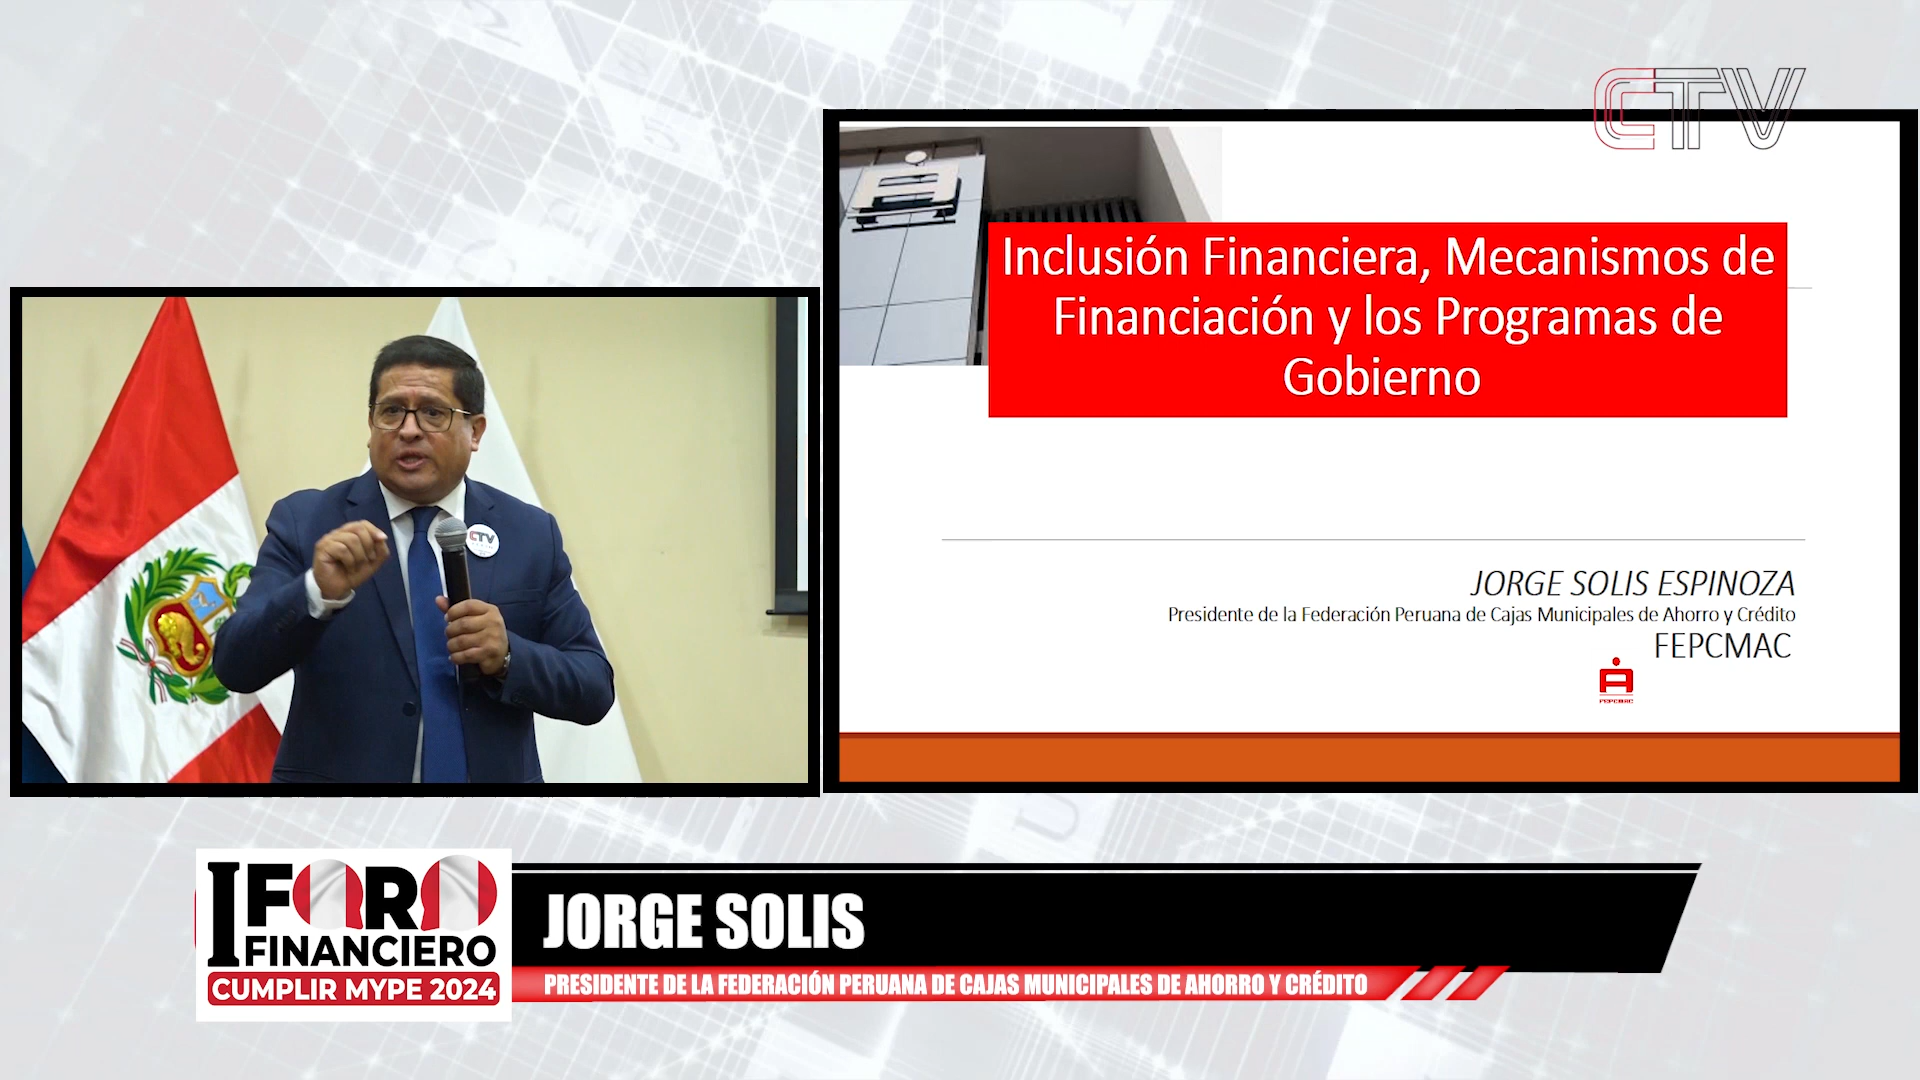 CTV
Inclusión Financiera, Mecanismos de
Financiación y los Programas de
Gobierno
CTV
JORGE SOLIS ESPINOZA
Presidente de la Federación Peruana de Cajas Municipales de Ahorro y Crédito
FEPCMAC
FEPCMAC
I FORO
FINANCIERO
CUMPLIR MYPE 2024
JORGE SOLIS
PRESIDENTE DE LA FEDERACIÓN PERUANA DE CAJAS MUNICIPALES DE AHORRO Y CRÉDITO